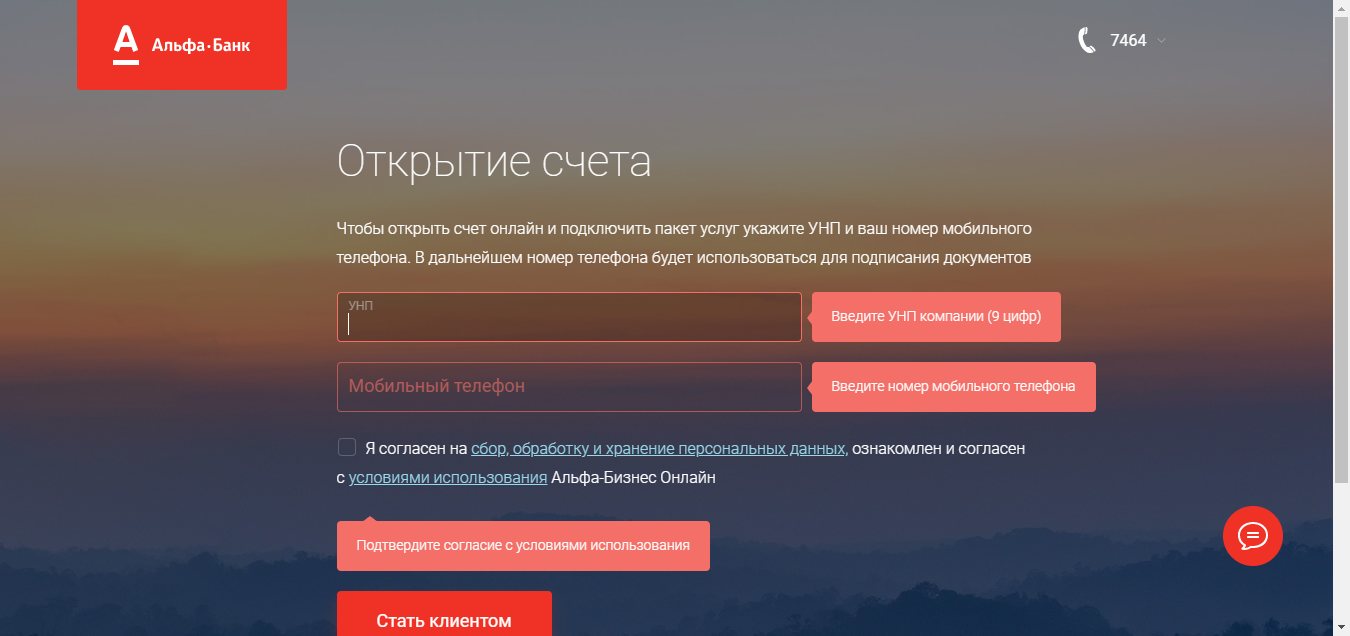 А Альфа·Банк
7464
Открытие счета
Чтобы открыть счет онлайн и подключить пакет услуг укажите УНП и ваш номер мобильного
телефона. В дальнейшем номер телефона будет использоваться для подписания документов
УНП
Введите УНП компании (9 цифр)
Мобильный телефон
Введите номер мобильного телефона
Я согласен на сбор, обработку и хранение персональных данных, ознакомлен и согласен
с условиями использования Альфа-Бизнес Онлайн
Подтвердите согласие с условиями использования
Стать клиентом